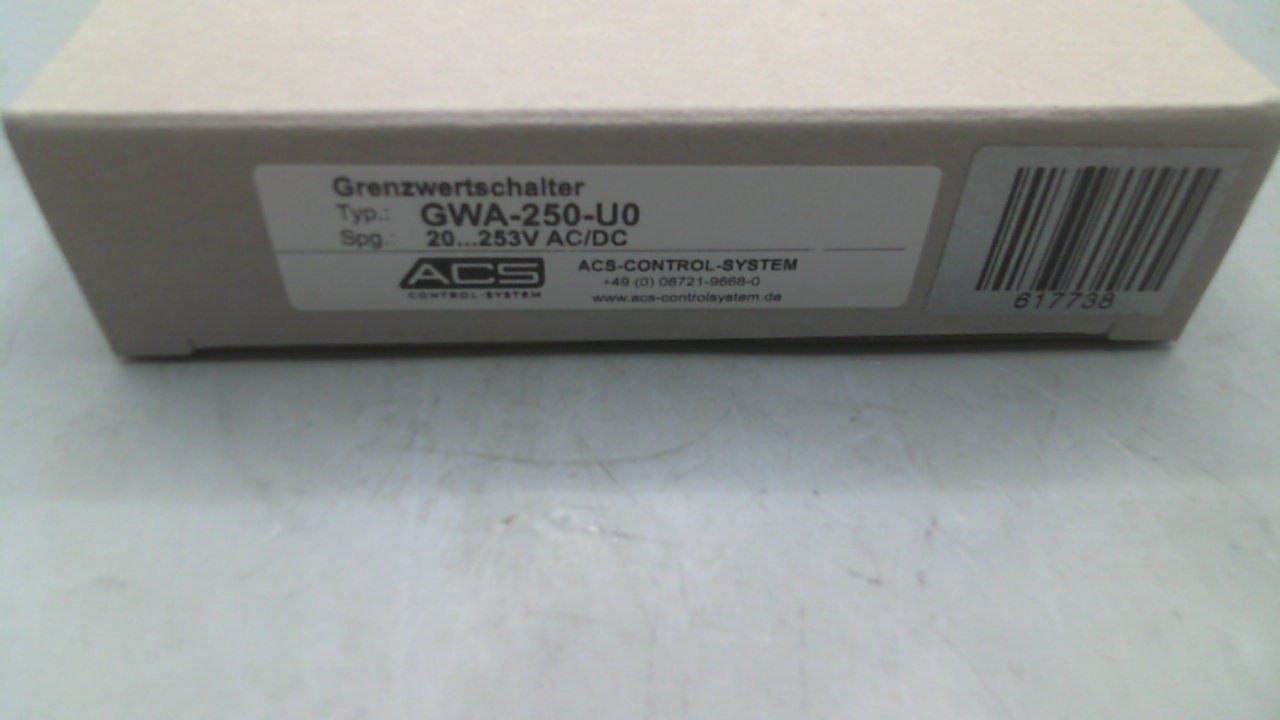 Grenzwertschalter
Typ.: GWA-250-U0
Spg.: 20...253V AC/DC
ACS
CONTROL-SYSTEM
ACS-CONTROL-SYSTEM
+49 (0) 08721-9668-0
www.acs-controlsystem.de
617738